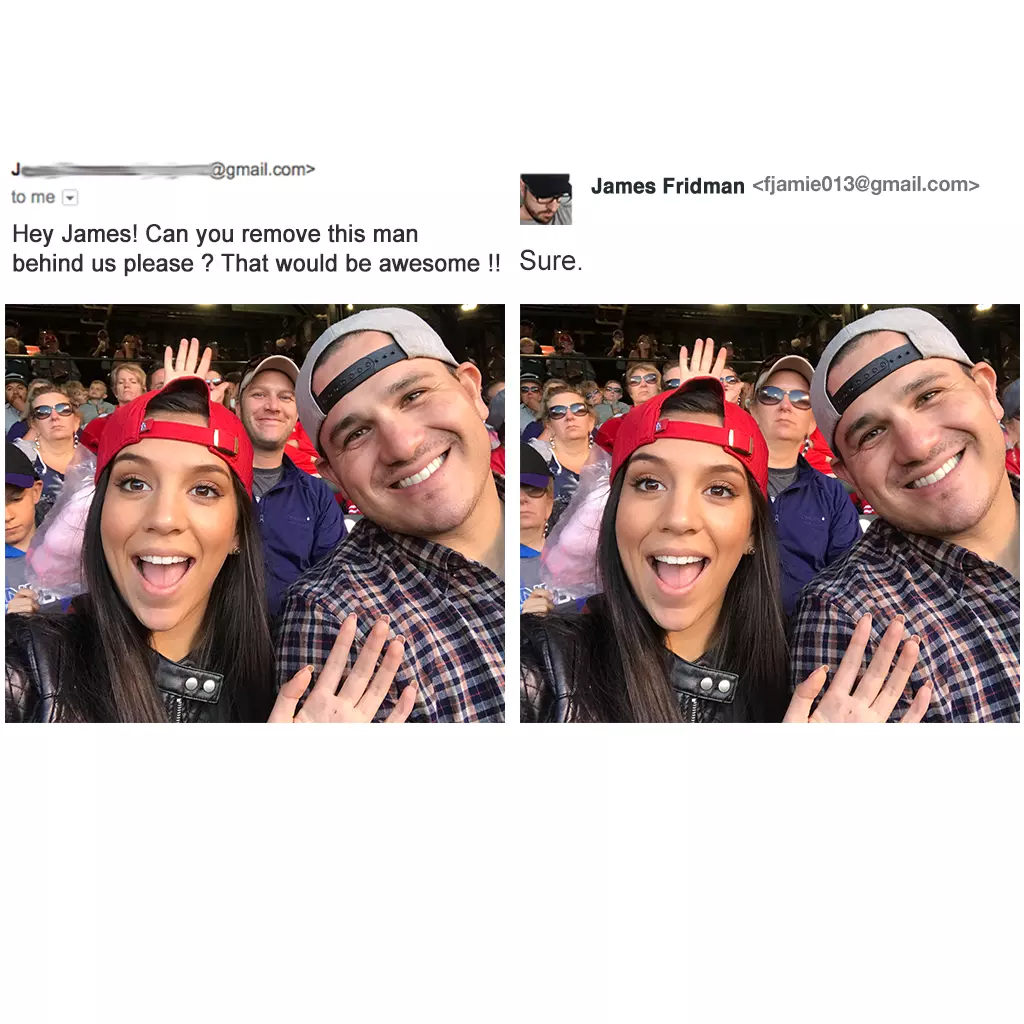 J @gmail.com>
to me
Hey James! Can you remove this man
behind us please ? That would be awesome !!
James Fridman <fjamie013@gmail.com>
Sure.